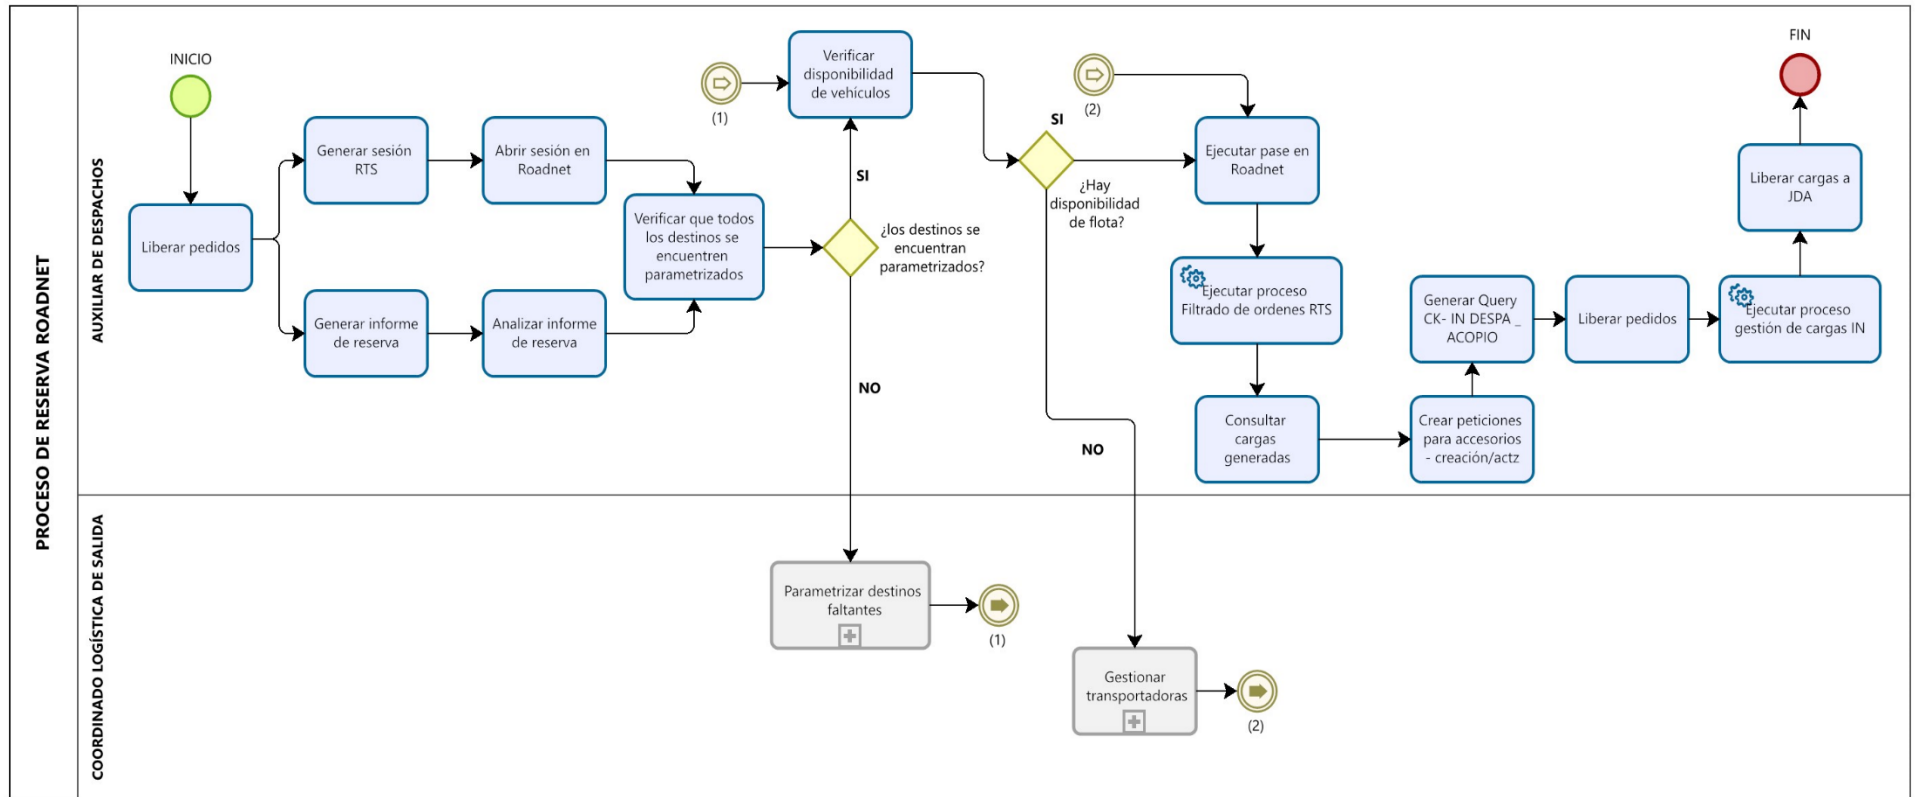 PROCESO DE RESERVA ROADNET
AUXILIAR DE DESPACHOS
INICIO
Liberar pedidos
Generar sesión
RTS
Abrir sesión en
Roadnet
Generar informe
de reserva
Analizar informe
de reserva
Verificar que todos
los destinos se
encuentren
parametrizados
¿los destinos se
encuentran
parametrizados?
SI
NO
(1)
Verificar
disponibilidad
de vehículos
¿Hay
disponibilidad
de flota?
SI
NO
(2)
Ejecutar pase en
Roadnet
Ejecutar proceso
Filtrado de ordenes RTS
Consultar
cargas
generadas
Crear peticiones
para accesorios
- creación/actz
Generar Query
CK- IN DESPA _
ACOPIO
Liberar pedidos
Ejecutar proceso
gestión de cargas IN
Liberar cargas a
JDA
FIN
COORDINADO LOGÍSTICA DE SALIDA
Parametrizar destinos
faltantes
(1)
Gestionar
transportadoras
(2)